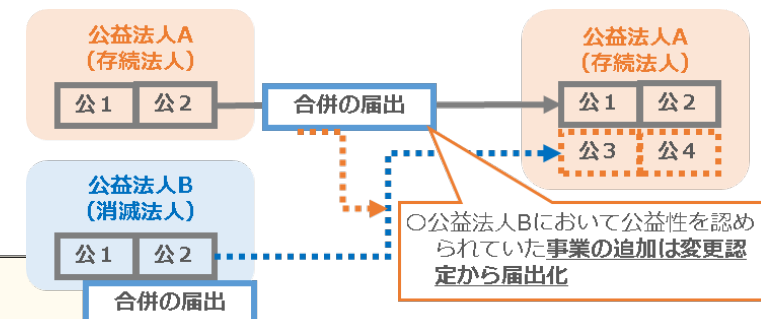 公益法人A
(存続法人)
公1 公2
合併の届出
公益法人A
(存続法人)
公1 公2
公3 公4
公益法人B
(消滅法人)
公1 公2
合併の届出
○公益法人Bにおいて公益性を認め
られていた事業の追加は変更認
定から届出化